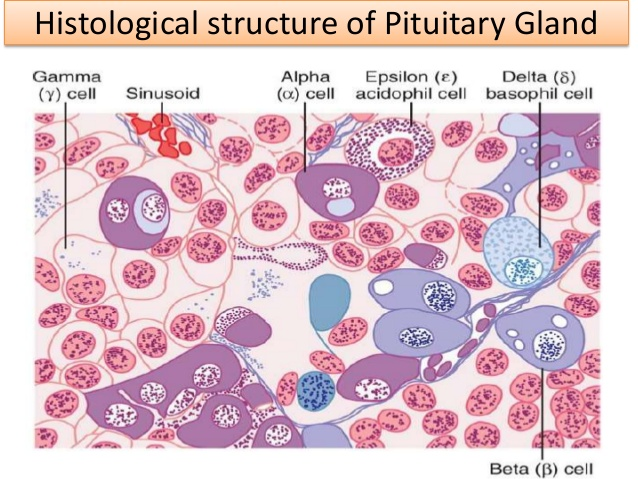 Histological structure of Pituitary Gland
Gamma
(γ) cell
Sinusoid
Alpha
(α) cell
Epsilon (ε)
acidophil cell
Delta (δ)
basophil cell
Beta (β) cell